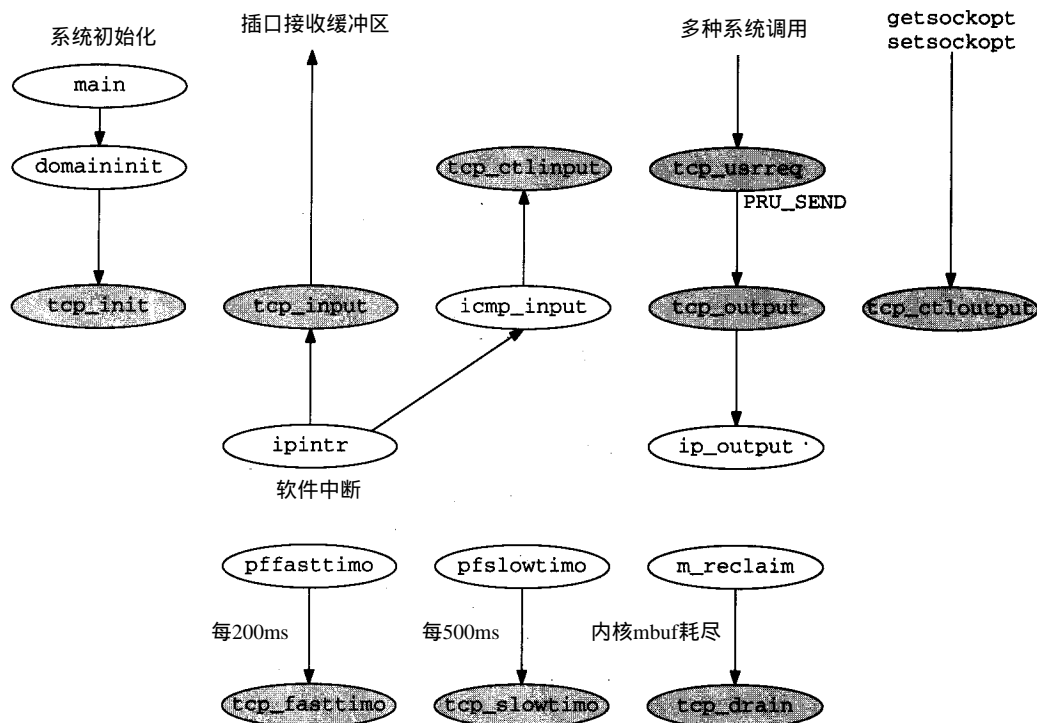 系统初始化
插口接收缓冲区
多种系统调用
getsockopt
setsockopt
main
domaininit
tcp_ctlinput
tcp_usrreq
PRU_SEND
tcp_init
tcp_input
icmp_input
tcp_output
tcp_ctloutput
ipintr
ip_output
软件中断
pffasttimo
pfslowtimo
m_reclaim
每200ms
每500ms
内核mbuf耗尽
tcp_fasttimo
tcp_slowtimo
tcp_drain